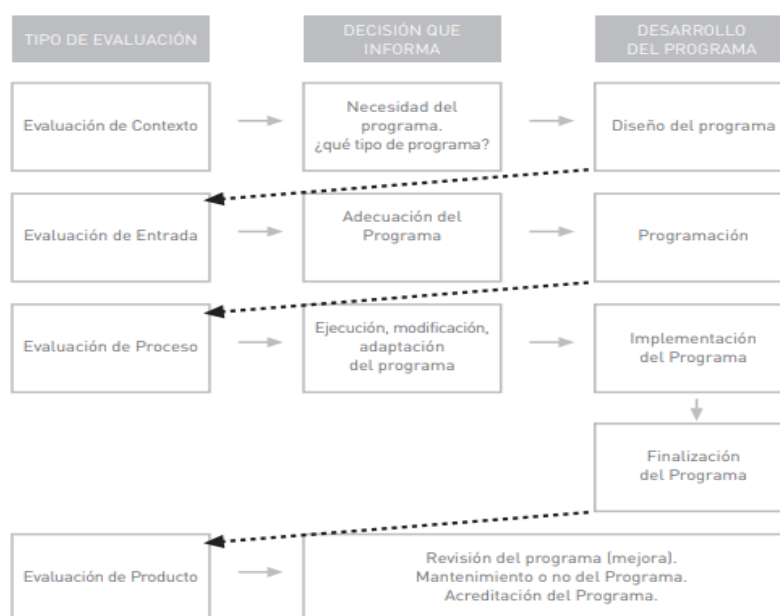 TIPO DE EVALUACIÓN
DECISIÓN QUE
INFORMA
DESARROLLO
DEL PROGRAMA
Evaluación de Contexto
Necesidad del
programa.
¿qué tipo de programa?
Diseño del programa
Evaluación de Entrada
Adecuación del
Programa
Programación
Evaluación de Proceso
Ejecución, modificación,
adaptación
del programa
Implementación
del Programa
Finalización
del Programa
Evaluación de Producto
Revisión del programa (mejora).
Mantenimiento o no del Programa.
Acreditación del Programa.